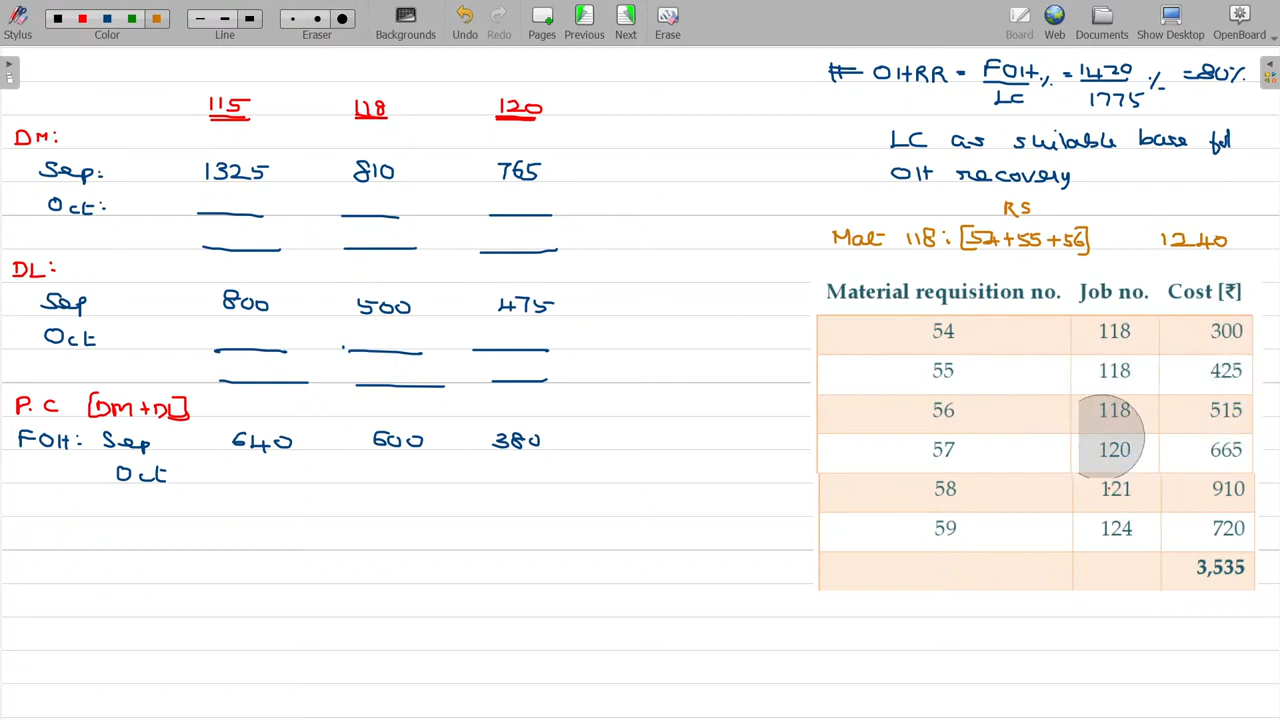 Stylus Color Line Eraser Backgrounds Undo Redo Pages Previous Next Erase Board Web Documents Show Desktop OpenBoard
# OHRR = FOH/LC % = 1420/1775 % = 80%
LC as suitable base for
OH recovery
RS
Mat 118: [54+55+56] 1240
115 118 120
DM:
Sep: 1325 810 765
Oct:
DL:
Sep 800 500 475
Oct
P.C [DM+DL]
FOH: Sep 640 600 380
Oct
Material requisition no. Job no. Cost [₹]
54 118 300
55 118 425
56 118 515
57 120 665
58 121 910
59 124 720
3,535